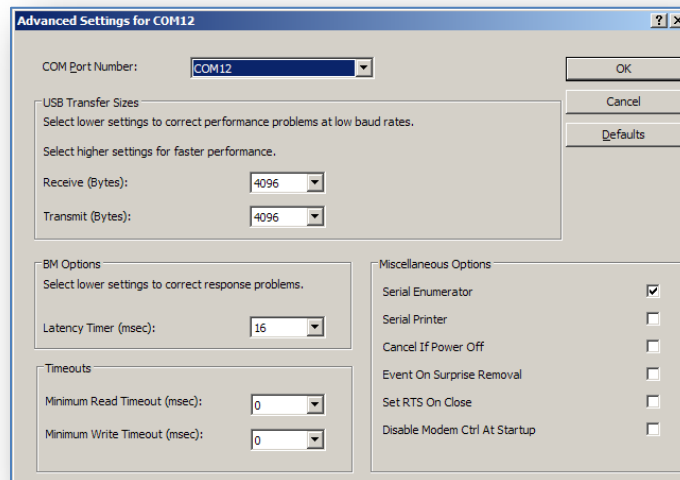 Advanced Settings for COM12
COM Port Number: COM12
OK
Cancel
Defaults
USB Transfer Sizes
Select lower settings to correct performance problems at low baud rates.
Select higher settings for faster performance.
Receive (Bytes): 4096
Transmit (Bytes): 4096
BM Options
Select lower settings to correct response problems.
Latency Timer (msec): 16
Timeouts
Minimum Read Timeout (msec): 0
Minimum Write Timeout (msec): 0
Miscellaneous Options
Serial Enumerator
Serial Printer
Cancel If Power Off
Event On Surprise Removal
Set RTS On Close
Disable Modem Ctrl At Startup